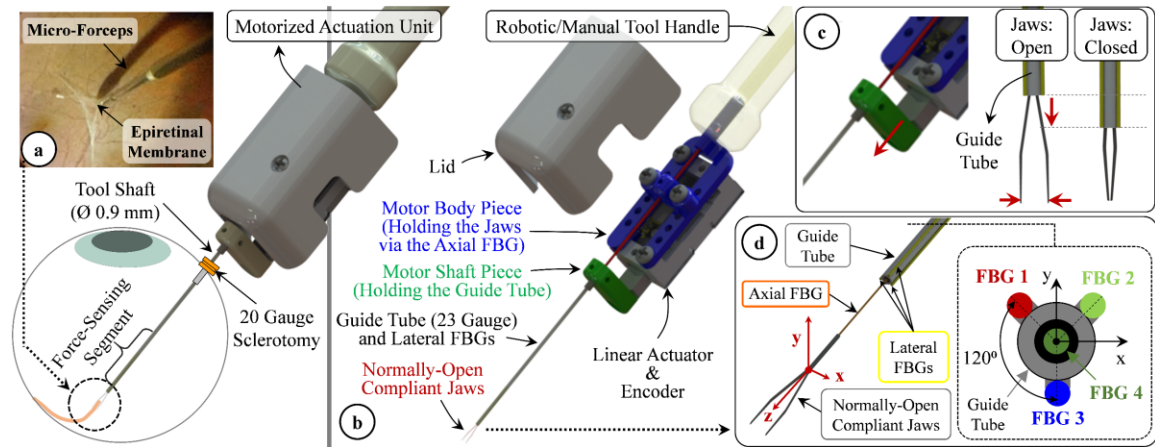 Micro-Forceps
Epiretinal
Membrane
a
Motorized Actuation Unit
Tool Shaft
(Ø 0.9 mm)
Force-Sensing
Segment
20 Gauge
Sclerotomy
Robotic/Manual Tool Handle
Lid
Motor Body Piece
(Holding the Jaws
via the Axial FBG)
Motor Shaft Piece
(Holding the Guide Tube)
Guide Tube (23 Gauge)
and Lateral FBGs
Normally-Open
Compliant Jaws
b
Linear Actuator
&
Encoder
c
Jaws:
Open
Jaws:
Closed
Guide
Tube
d
Guide
Tube
Axial FBG
Lateral
FBGs
y
x
z
Normally-Open
Compliant Jaws
FBG 1
y
FBG 2
x
120⁰
FBG 4
Guide
Tube
FBG 3